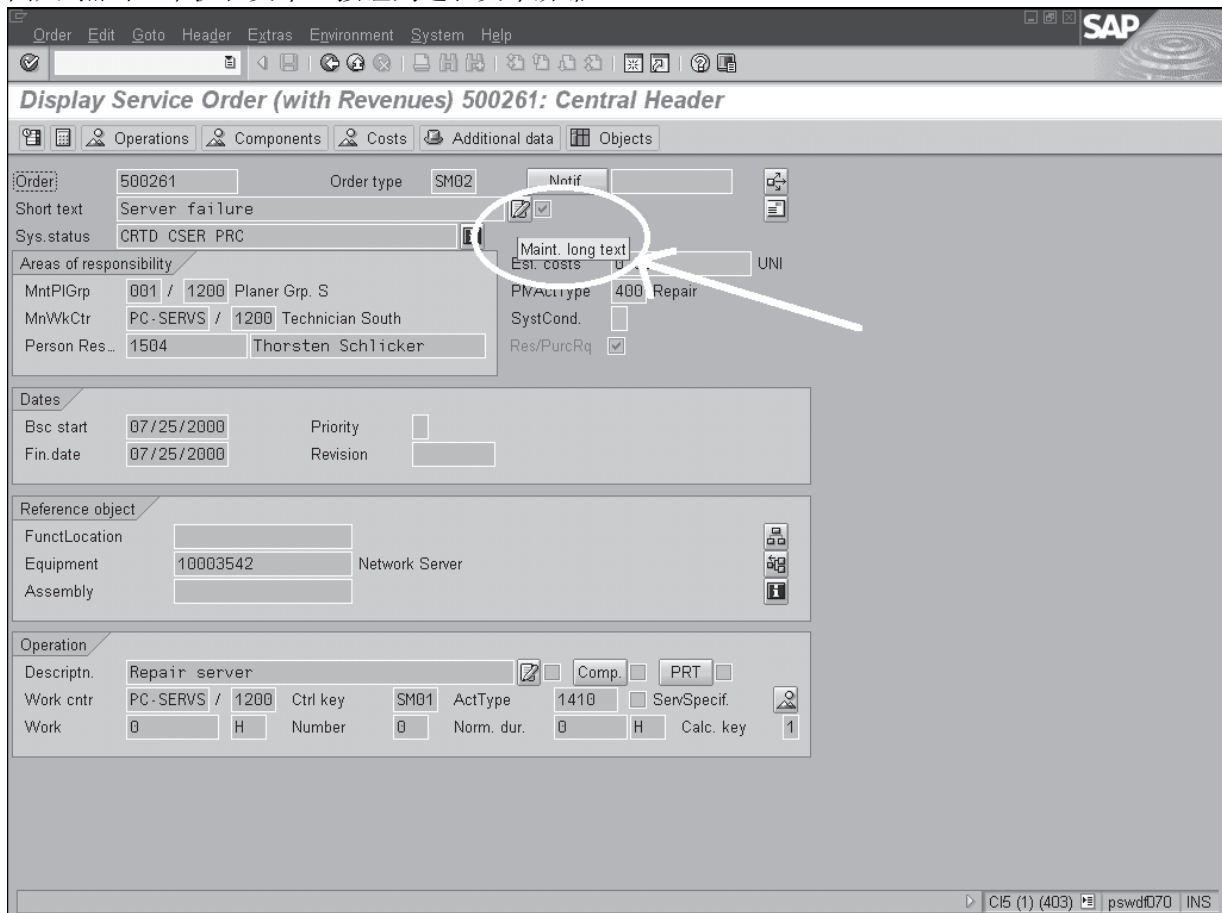 Order Edit Goto Header Extras Environment System Help
SAP
Display Service Order (with Revenues) 500261: Central Header
Operations Components Costs Additional data Objects
Order 500261 Order type SM02 Notif
Short text Server failure
Sys.status CRTD CSER PRC
Maint. long text
Areas of responsibility Est. costs UNI
MntPlGrp 001 / 1200 Planer Grp. S PMActType 400 Repair
MnWkCtr PC-SERVS / 1200 Technician South SystCond.
Person Res... 1504 Thorsten Schlicker Res/PurcRq
Dates
Bsc start 07/25/2000 Priority
Fin.date 07/25/2000 Revision
Reference object
FunctLocation
Equipment 10003542 Network Server
Assembly
Operation
Descriptn. Repair server Comp. PRT
Work cntr PC-SERVS / 1200 Ctrl key SM01 ActType 1410 ServSpecif.
Work 0 H Number 0 Norm. dur. 0 H Calc. key 1
CI5 (1) (403) pswdf070 INS